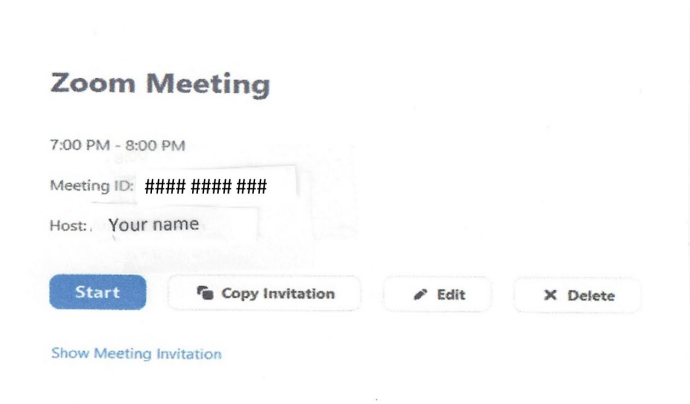 Zoom Meeting
7:00 PM - 8:00 PM
Meeting ID: #### #### ###
Host: Your name
Start Copy Invitation Edit Delete
Show Meeting Invitation